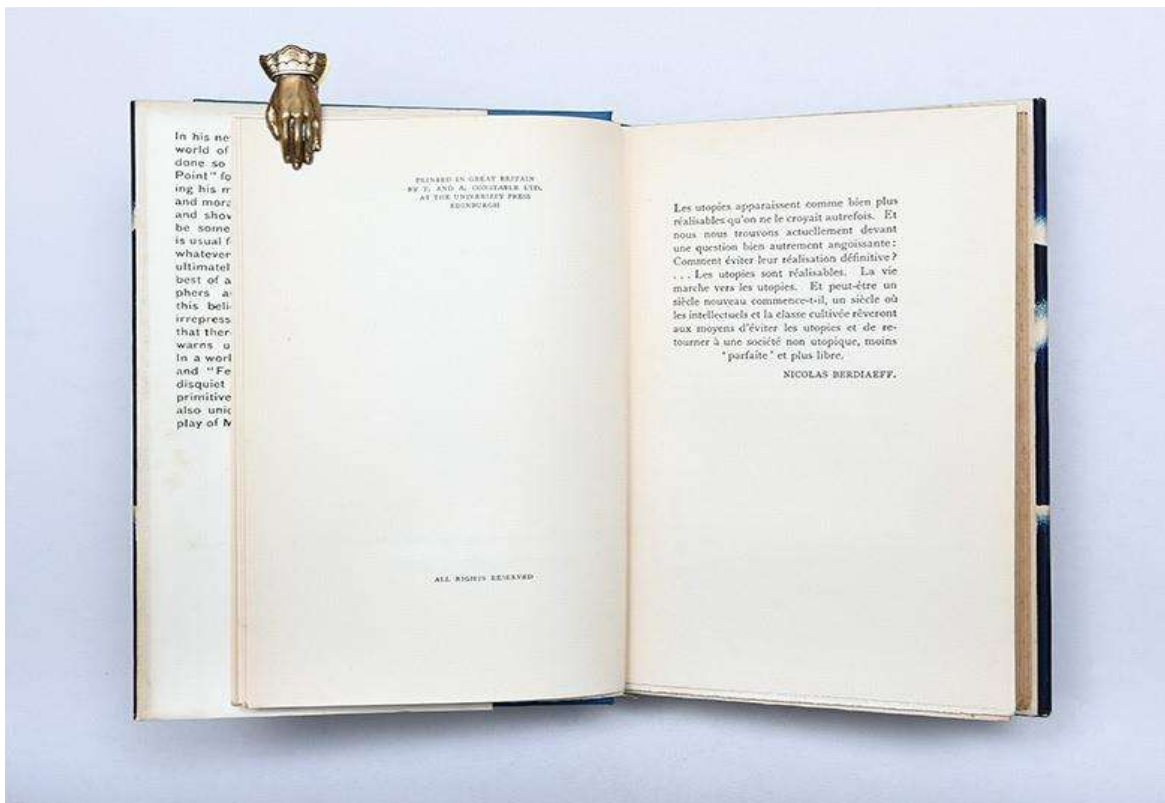 In his ne
world of
done so
Point" fo
ing his m
and mora
and show
be some
is usual f
whatever
ultimatel
best of a
phers a
this beli
irrepress
that ther
warns u
In a worl
and "Fe
disquiet
primitive
also uniq
play of M
PRINTED IN GREAT BRITAIN
BY T. AND A. CONSTABLE LTD.
AT THE UNIVERSITY PRESS
EDINBURGH
ALL RIGHTS RESERVED
Les utopies apparaissent comme bien plus
réalisables qu'on ne le croyait autrefois. Et
nous nous trouvons actuellement devant
une question bien autrement angoissante :
Comment éviter leur réalisation définitive ?
. . . Les utopies sont réalisables. La vie
marche vers les utopies. Et peut-être un
siècle nouveau commence-t-il, un siècle où
les intellectuels et la classe cultivée rêveront
aux moyens d'éviter les utopies et de re-
tourner à une société non utopique, moins
'parfaite' et plus libre.
NICOLAS BERDIAEFF.